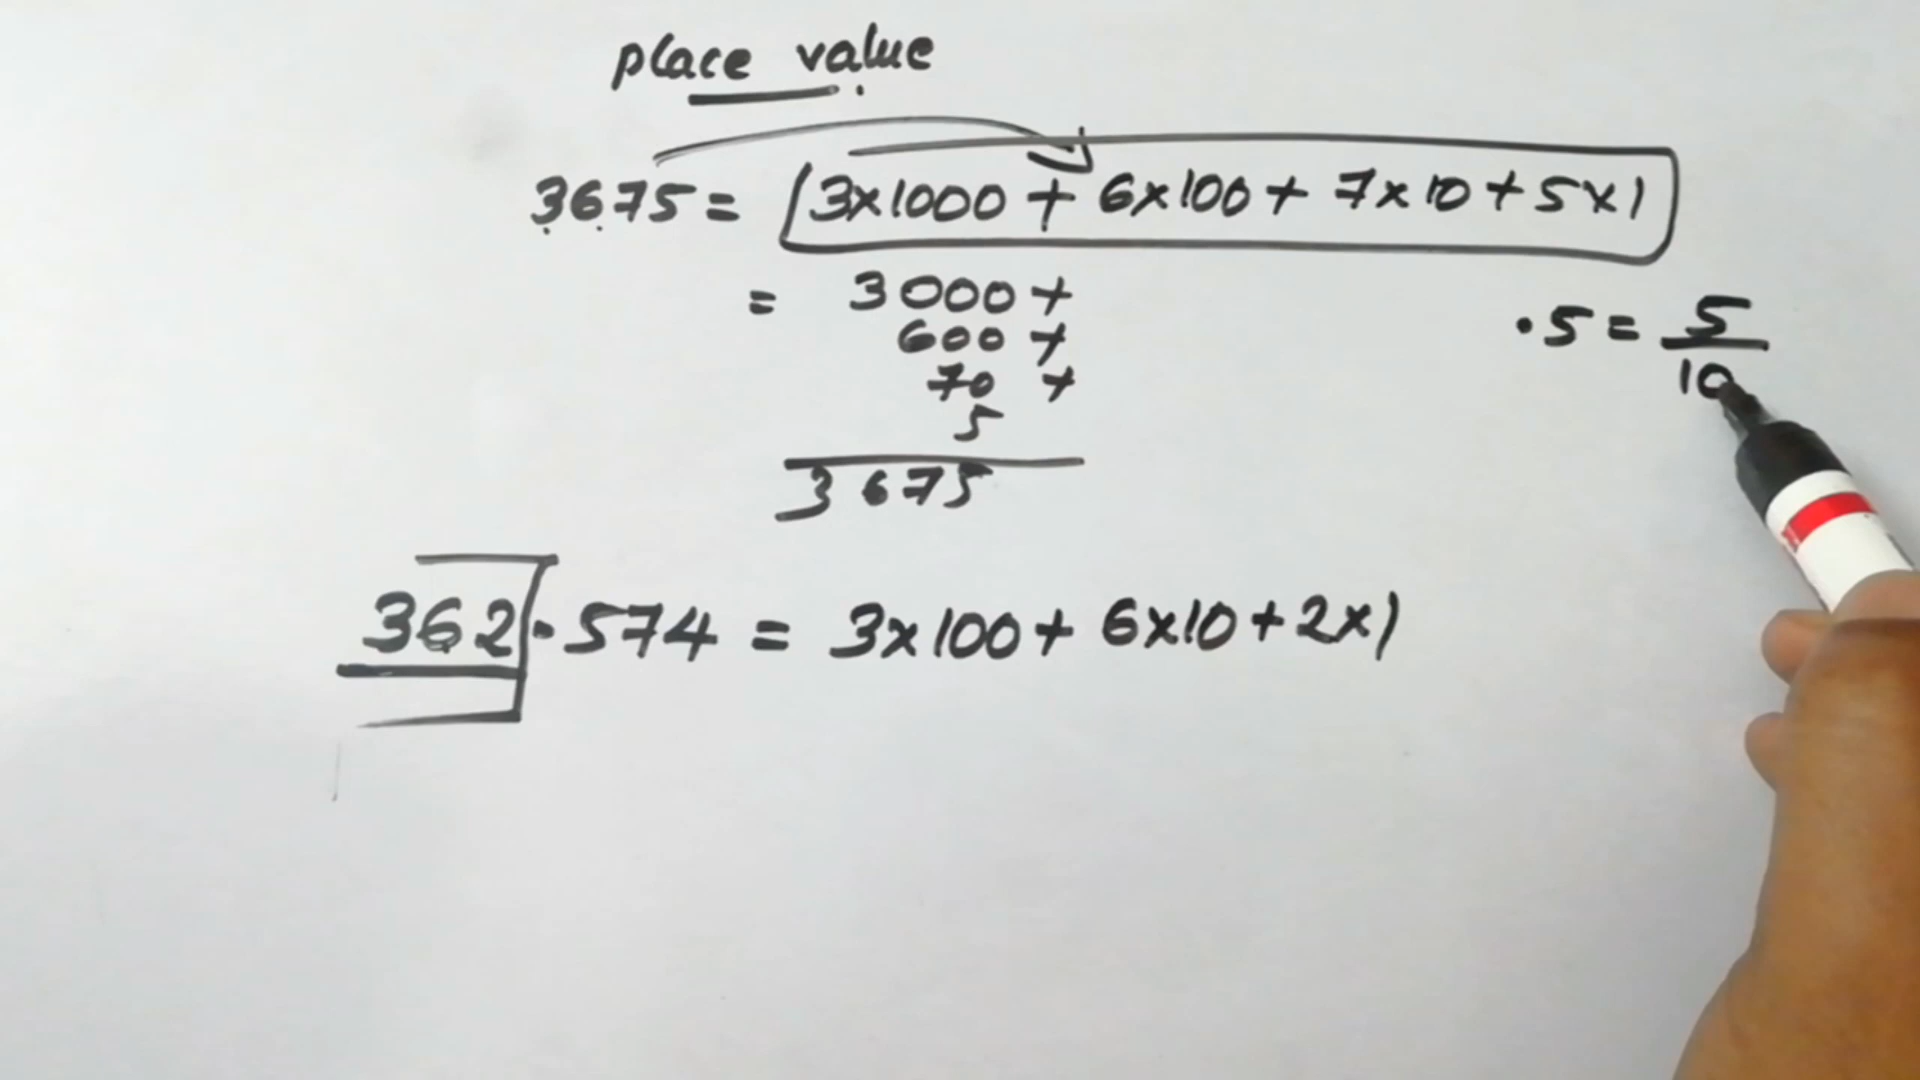 place value
3675 = 3x1000 + 6x100 + 7x10 + 5x1
= 3000 +
600 +
70 +
5
3675
.5 = 5/10
362.574 = 3x100 + 6x10 + 2x1